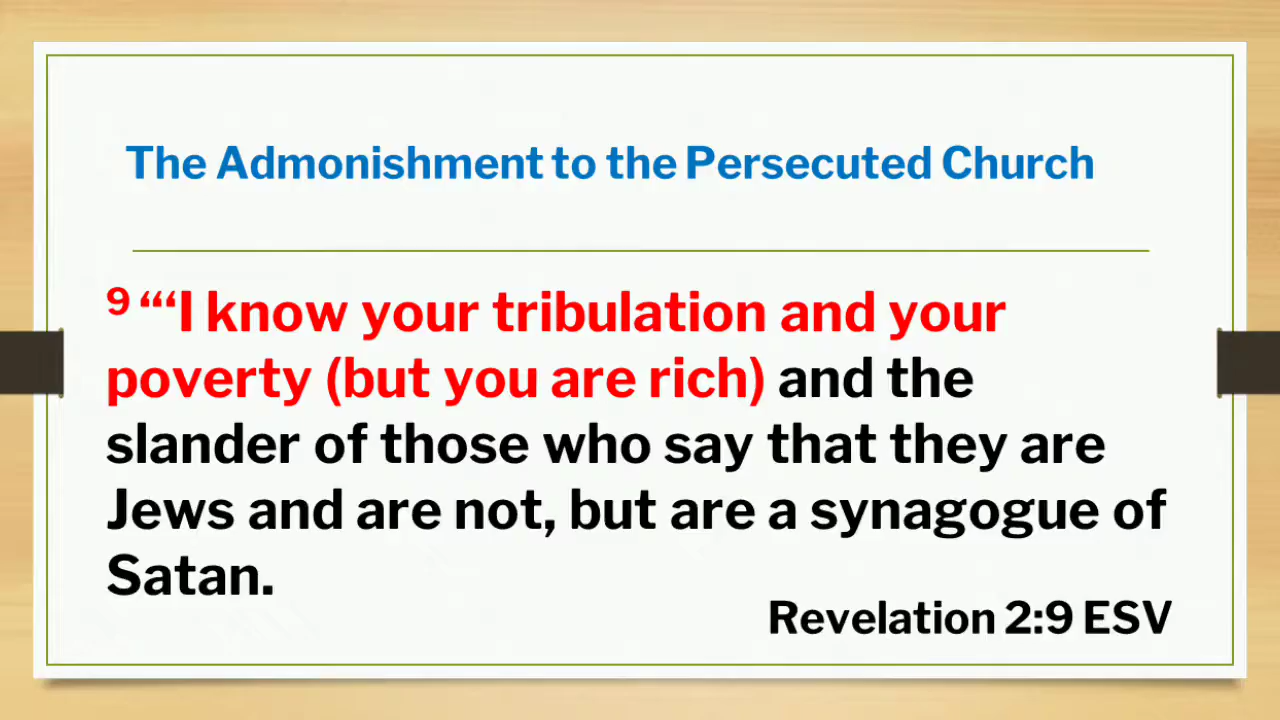 The Admonishment to the Persecuted Church
9 “‘I know your tribulation and your
poverty (but you are rich) and the
slander of those who say that they are
Jews and are not, but are a synagogue of
Satan.
Revelation 2:9 ESV